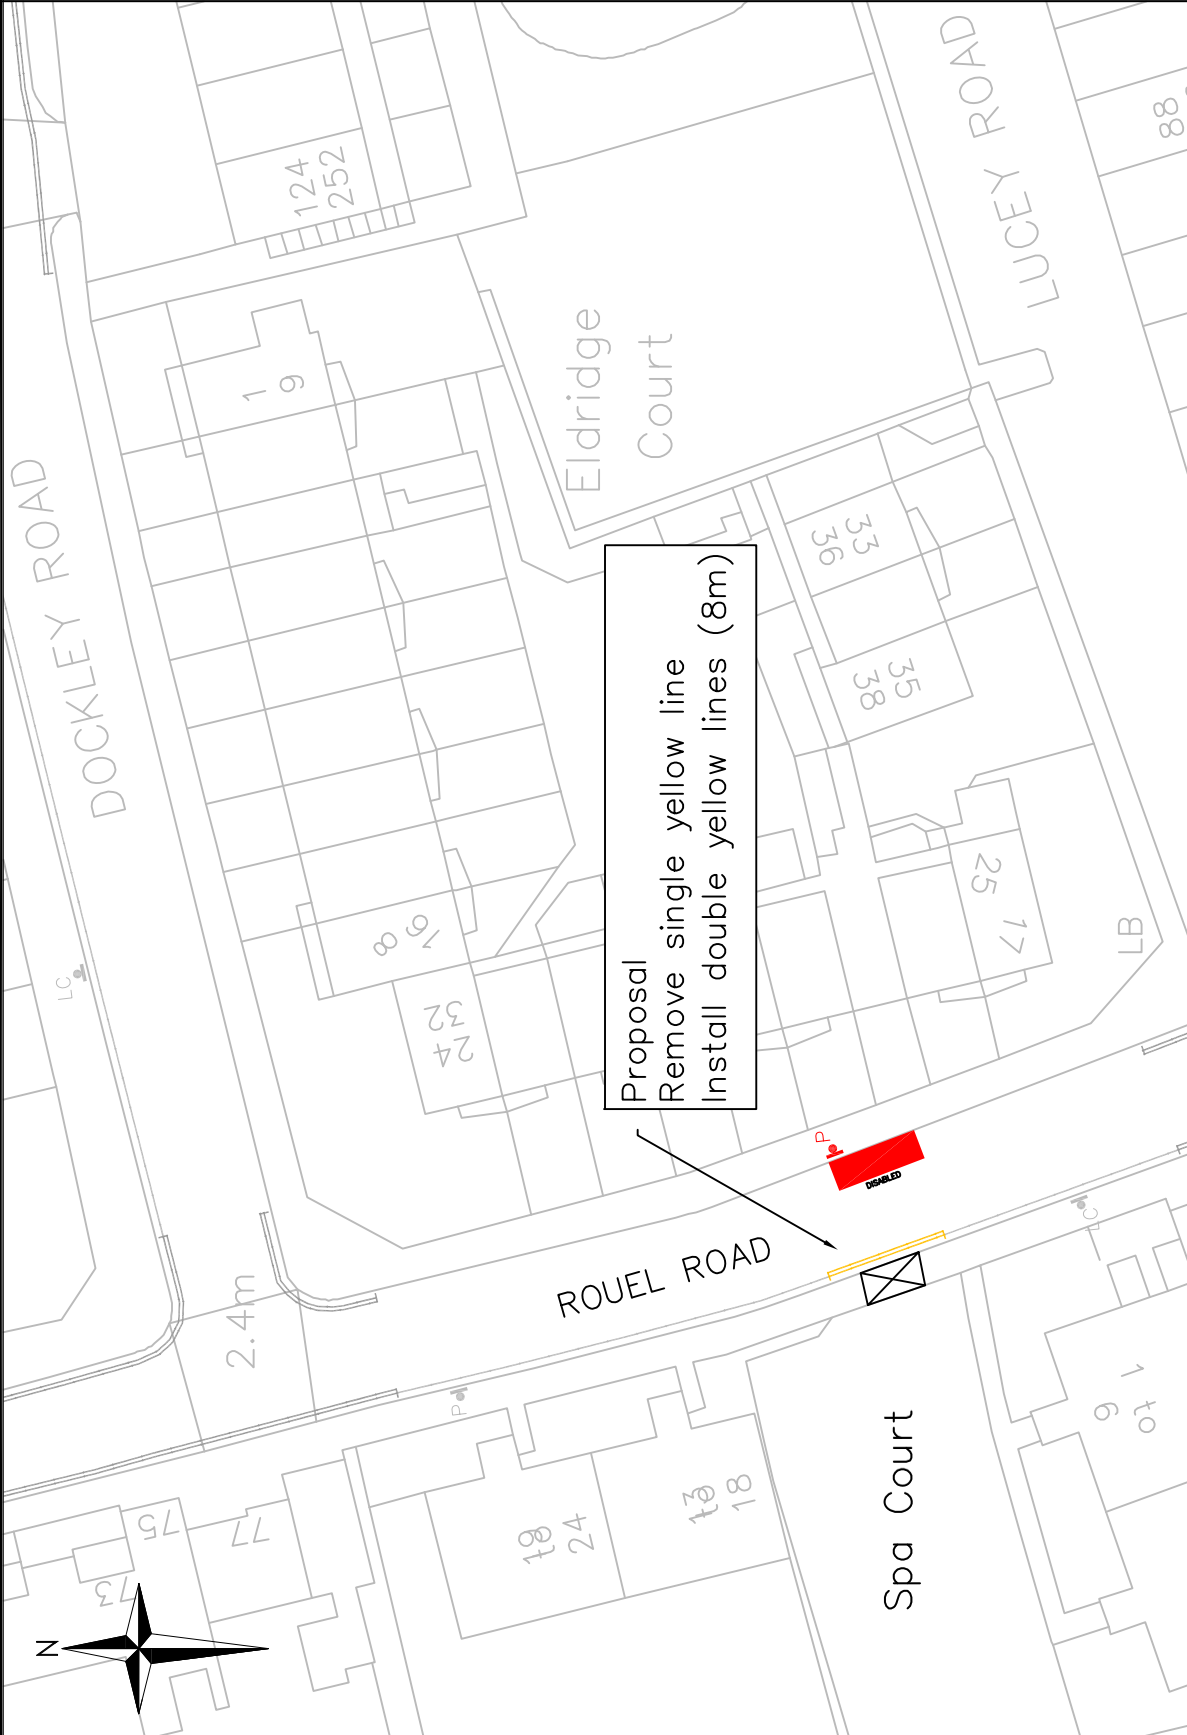 DOCKLEY ROAD
LUCEY ROAD
ROUEL ROAD
124
252
1
9
Eldridge
Court
88
36
33
38
35
25
17
LB
8
16
32
24
LC
Proposal
Remove single yellow line
Install double yellow lines (8m)
P
DISABLED
LC
2.4m
P
Spa Court
1
to
6
13
to
18
19
to
24
75
77
73
N